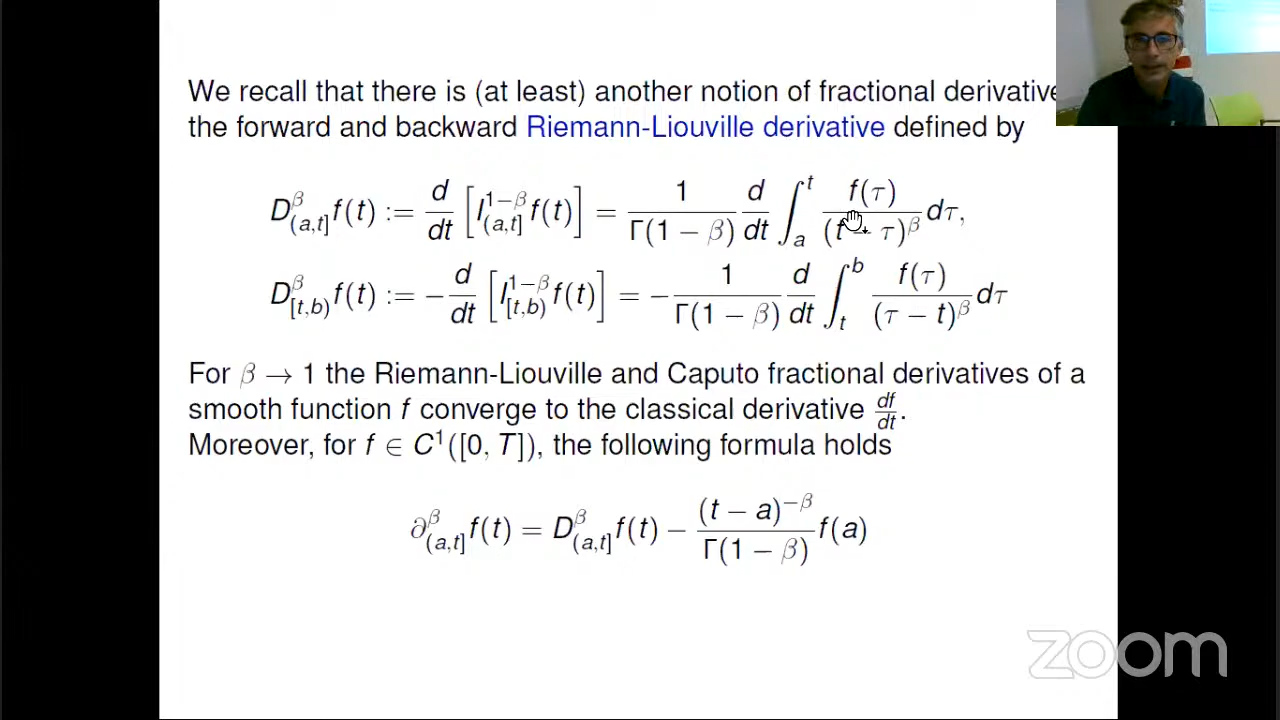 We recall that there is (at least) another notion of fractional derivative
the forward and backward Riemann-Liouville derivative defined by
D^β_{(a,t]} f(t) := d/dt [I^{1−β}_{(a,t]} f(t)] = 1/Γ(1 − β) d/dt ∫_a^t f(τ)/(t − τ)^β dτ,
D^β_{[t,b)} f(t) := −d/dt [I^{1−β}_{[t,b)} f(t)] = −1/Γ(1 − β) d/dt ∫_t^b f(τ)/(τ − t)^β dτ
For β → 1 the Riemann-Liouville and Caputo fractional derivatives of a
smooth function f converge to the classical derivative df/dt.
Moreover, for f ∈ C¹([0, T]), the following formula holds
∂^β_{(a,t]} f(t) = D^β_{(a,t]} f(t) − (t − a)^{−β}/Γ(1 − β) f(a)
zoom